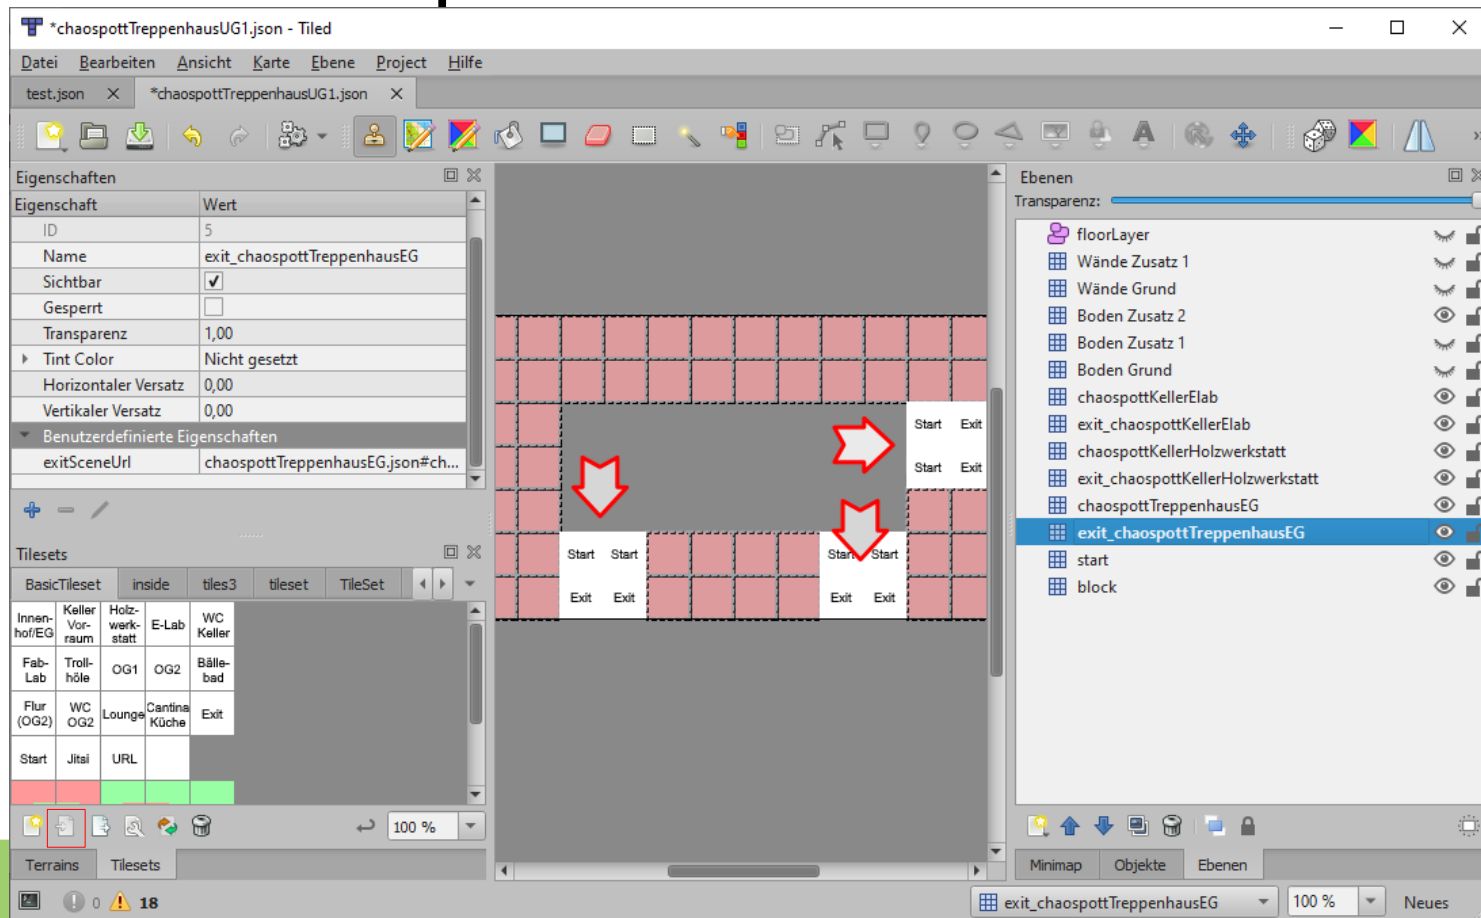 *chaospottTreppenhausUG1.json - Tiled
Datei Bearbeiten Ansicht Karte Ebene Project Hilfe
test.json *chaospottTreppenhausUG1.json
Eigenschaften
Eigenschaft Wert
ID 5
Name exit_chaospottTreppenhausEG
Sichtbar
Gesperrt
Transparenz 1,00
Tint Color Nicht gesetzt
Horizontaler Versatz 0,00
Vertikaler Versatz 0,00
Benutzerdefinierte Eigenschaften
exitSceneUrl chaospottTreppenhausEG.json#ch...
Tilesets
BasicTileset inside tiles3 tileset TileSet
Innen-hof/EG Keller Vor-raum Holz-werk-statt E-Lab WC Keller
Fab-Lab Troll-höle OG1 OG2 Bälle-bad
Flur (OG2) WC OG2 Lounge Cantina Küche Exit
Start Jitsi URL
100 %
Terrains Tilesets
0 18
Start Exit
Start Exit
Start Start Start Start
Exit Exit Exit Exit
Ebenen
Transparenz:
floorLayer
Wände Zusatz 1
Wände Grund
Boden Zusatz 2
Boden Zusatz 1
Boden Grund
chaospottKellerElab
exit_chaospottKellerElab
chaospottKellerHolzwerkstatt
exit_chaospottKellerHolzwerkstatt
chaospottTreppenhausEG
exit_chaospottTreppenhausEG
start
block
Minimap Objekte Ebenen
exit_chaospottTreppenhausEG 100 % Neues